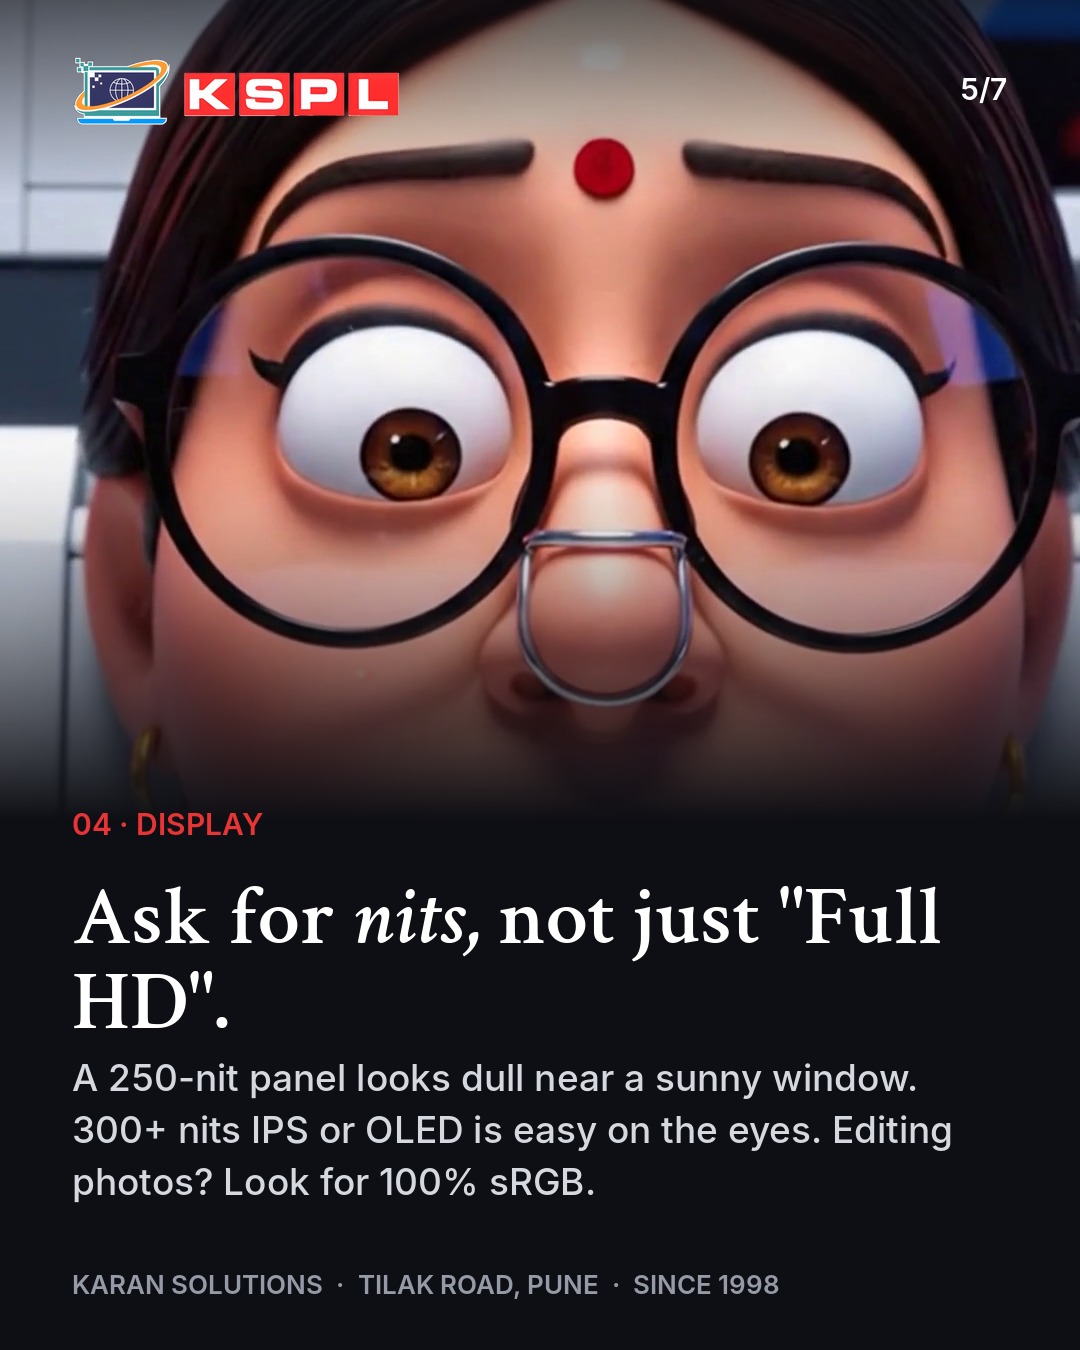 KSPL
5/7
04 · DISPLAY
Ask for nits, not just "Full
HD".
A 250-nit panel looks dull near a sunny window.
300+ nits IPS or OLED is easy on the eyes. Editing
photos? Look for 100% sRGB.
KARAN SOLUTIONS · TILAK ROAD, PUNE · SINCE 1998